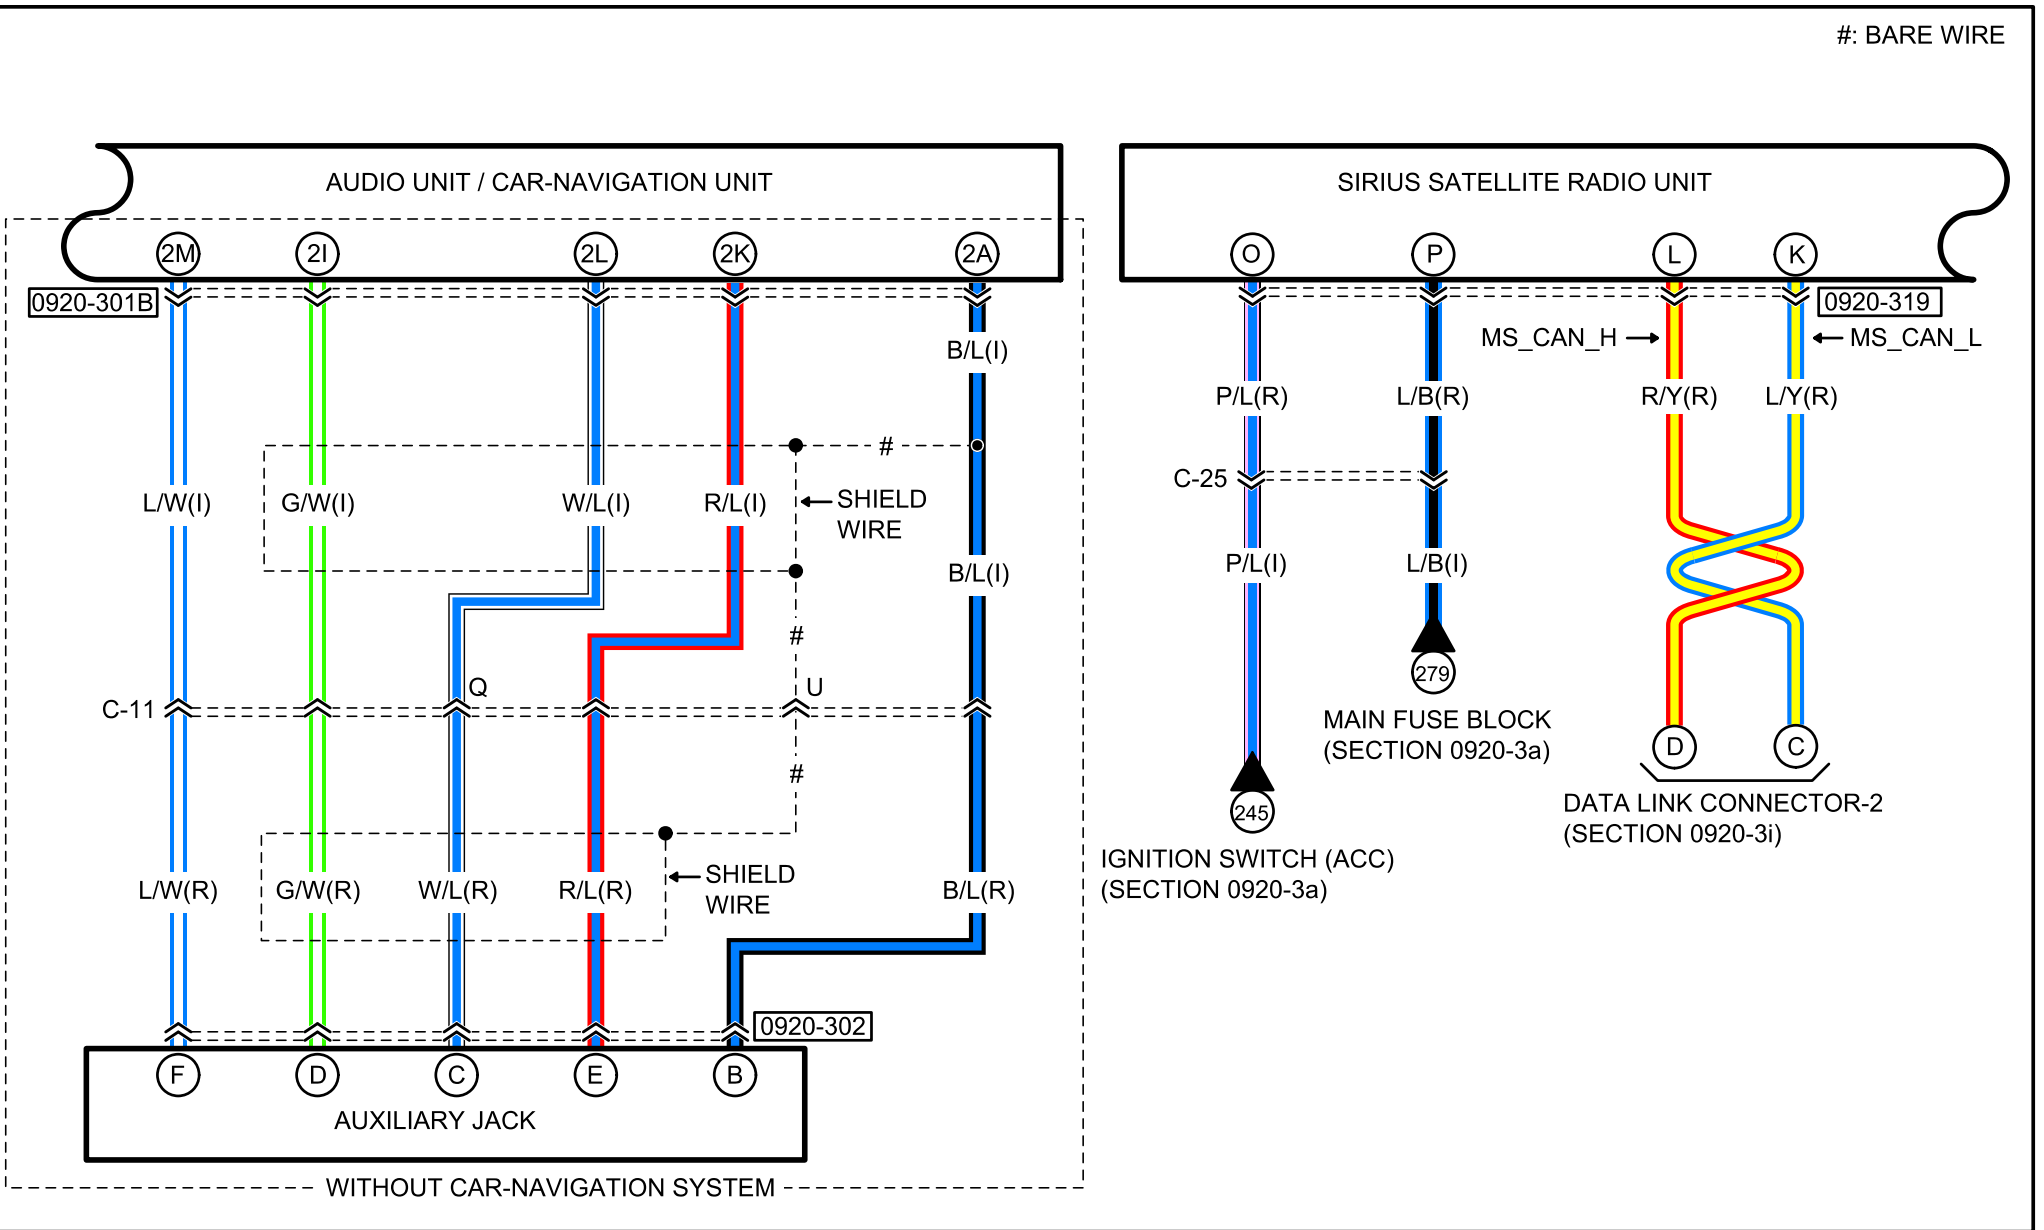 #: BARE WIRE
AUDIO UNIT / CAR-NAVIGATION UNIT
SIRIUS SATELLITE RADIO UNIT
2M 2I 2L 2K 2A
O P L K
0920-301B
0920-319
MS_CAN_H
MS_CAN_L
B/L(I)
P/L(R) L/B(R) R/Y(R) L/Y(R)
#
C-25
L/W(I) G/W(I) W/L(I) R/L(I)
SHIELD
WIRE
B/L(I)
P/L(I) L/B(I)
#
279
Q U
C-11
MAIN FUSE BLOCK
(SECTION 0920-3a)
D C
#
245
DATA LINK CONNECTOR-2
(SECTION 0920-3i)
IGNITION SWITCH (ACC)
(SECTION 0920-3a)
L/W(R) G/W(R) W/L(R) R/L(R)
SHIELD
WIRE
B/L(R)
0920-302
F D C E B
AUXILIARY JACK
WITHOUT CAR-NAVIGATION SYSTEM